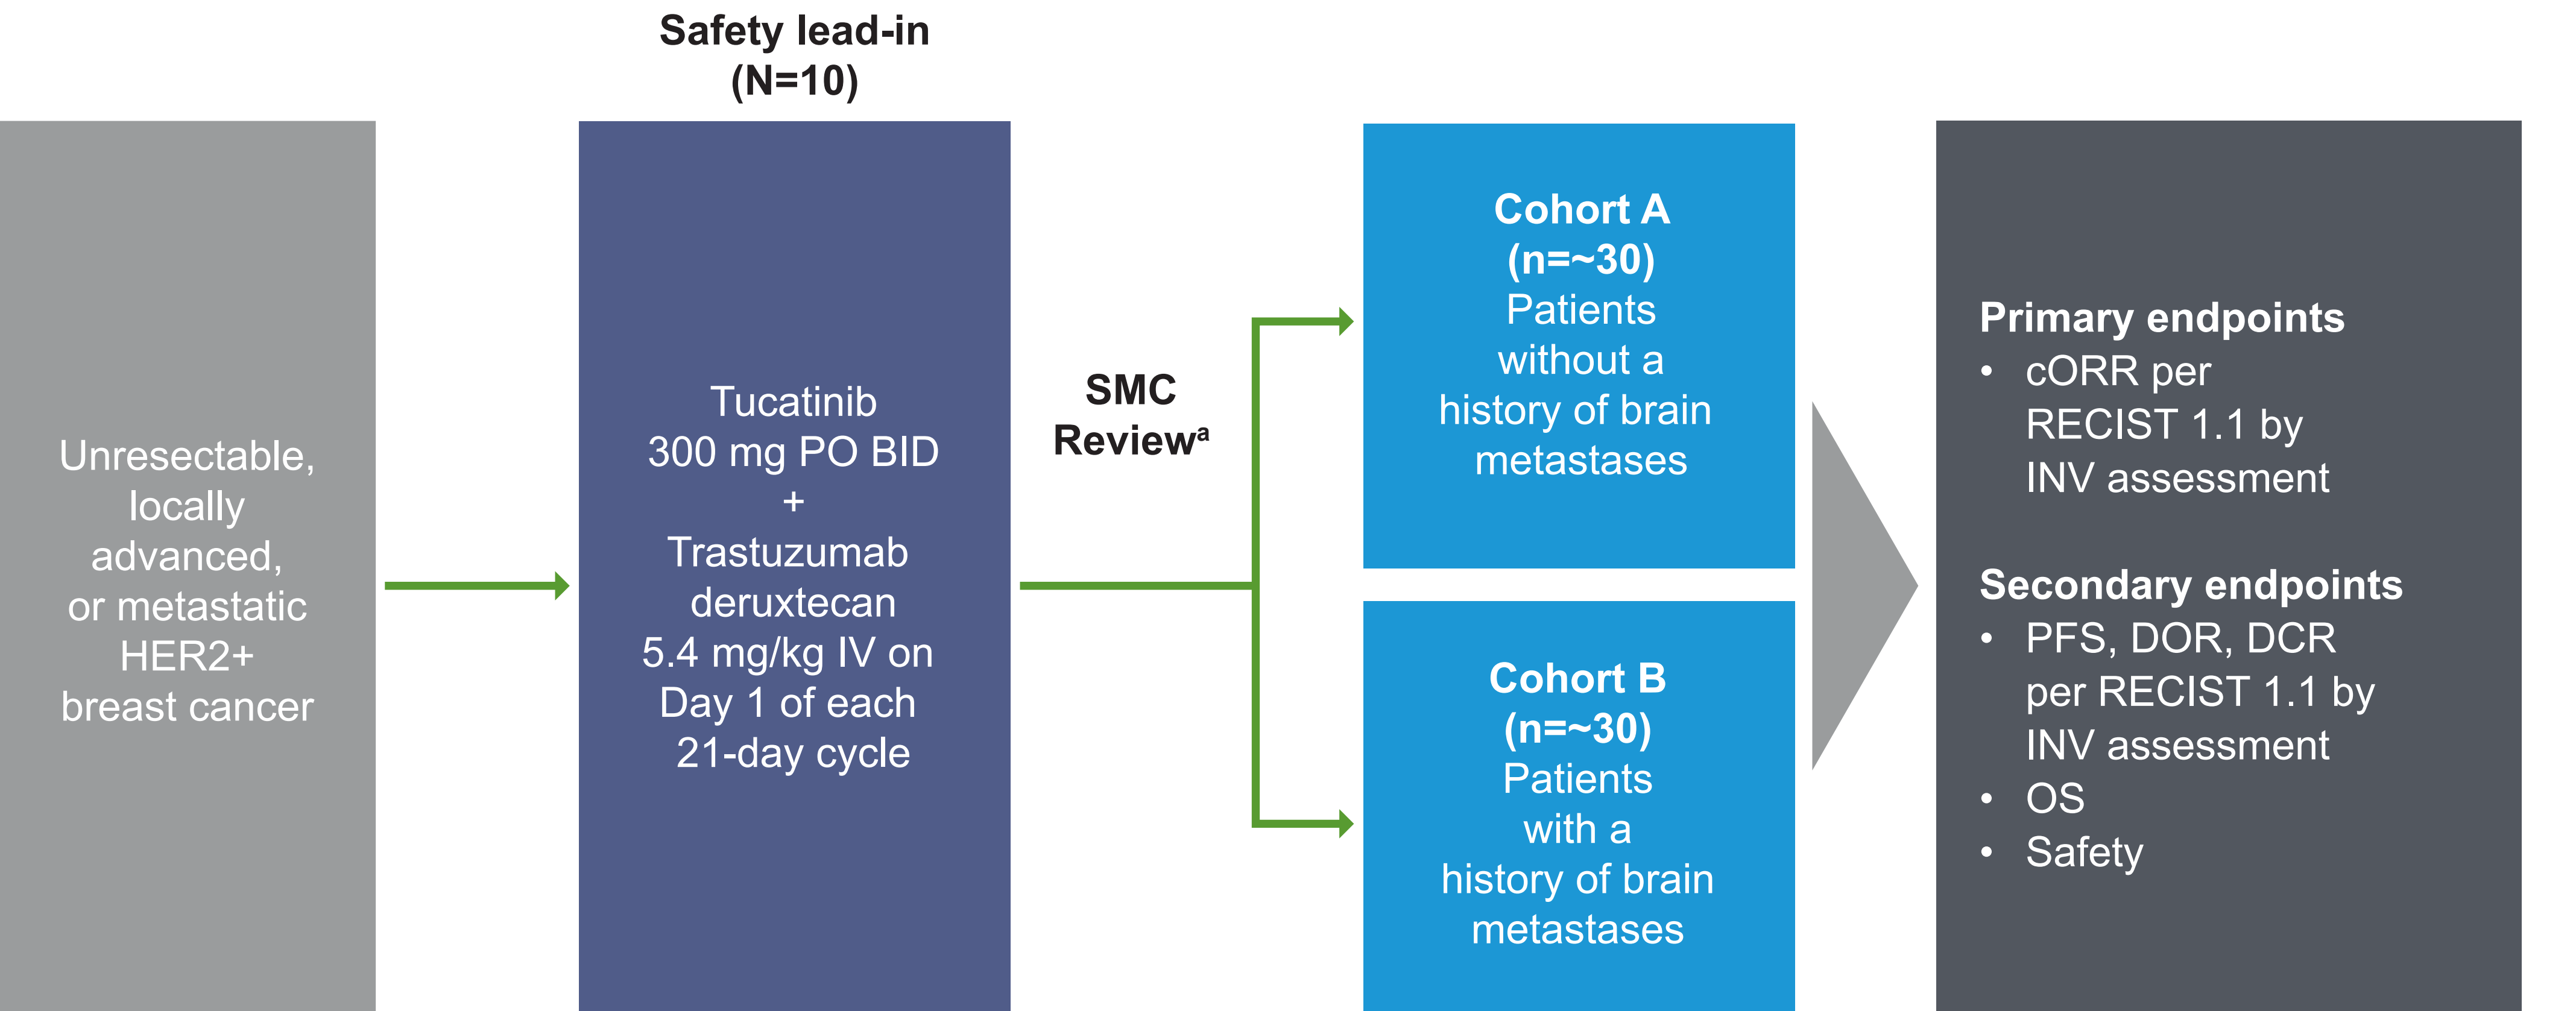 Safety lead-in
(N=10)
Unresectable,
locally
advanced,
or metastatic
HER2+
breast cancer
Tucatinib
300 mg PO BID
+
Trastuzumab
deruxtecan
5.4 mg/kg IV on
Day 1 of each
21-day cycle
SMC
Reviewᵃ
Cohort A
(n=~30)
Patients
without a
history of brain
metastases
Cohort B
(n=~30)
Patients
with a
history of brain
metastases
Primary endpoints
• cORR per
RECIST 1.1 by
INV assessment
Secondary endpoints
• PFS, DOR, DCR
per RECIST 1.1 by
INV assessment
• OS
• Safety